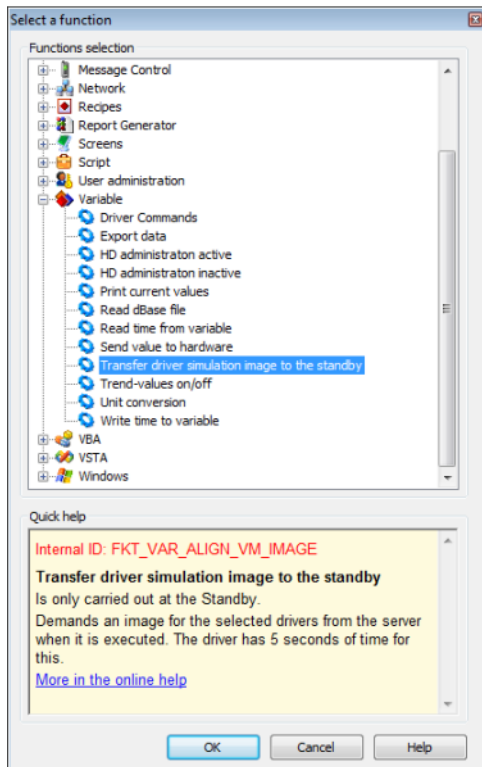 Select a function
Functions selection
Message Control
Network
Recipes
Report Generator
Screens
Script
User administration
Variable
Driver Commands
Export data
HD administraton active
HD administraton inactive
Print current values
Read dBase file
Read time from variable
Send value to hardware
Transfer driver simulation image to the standby
Trend-values on/off
Unit conversion
Write time to variable
VBA
VSTA
Windows
Quick help
Internal ID: FKT_VAR_ALIGN_VM_IMAGE
Transfer driver simulation image to the standby
Is only carried out at the Standby.
Demands an image for the selected drivers from the server
when it is executed. The driver has 5 seconds of time for
this.
More in the online help
OK Cancel Help